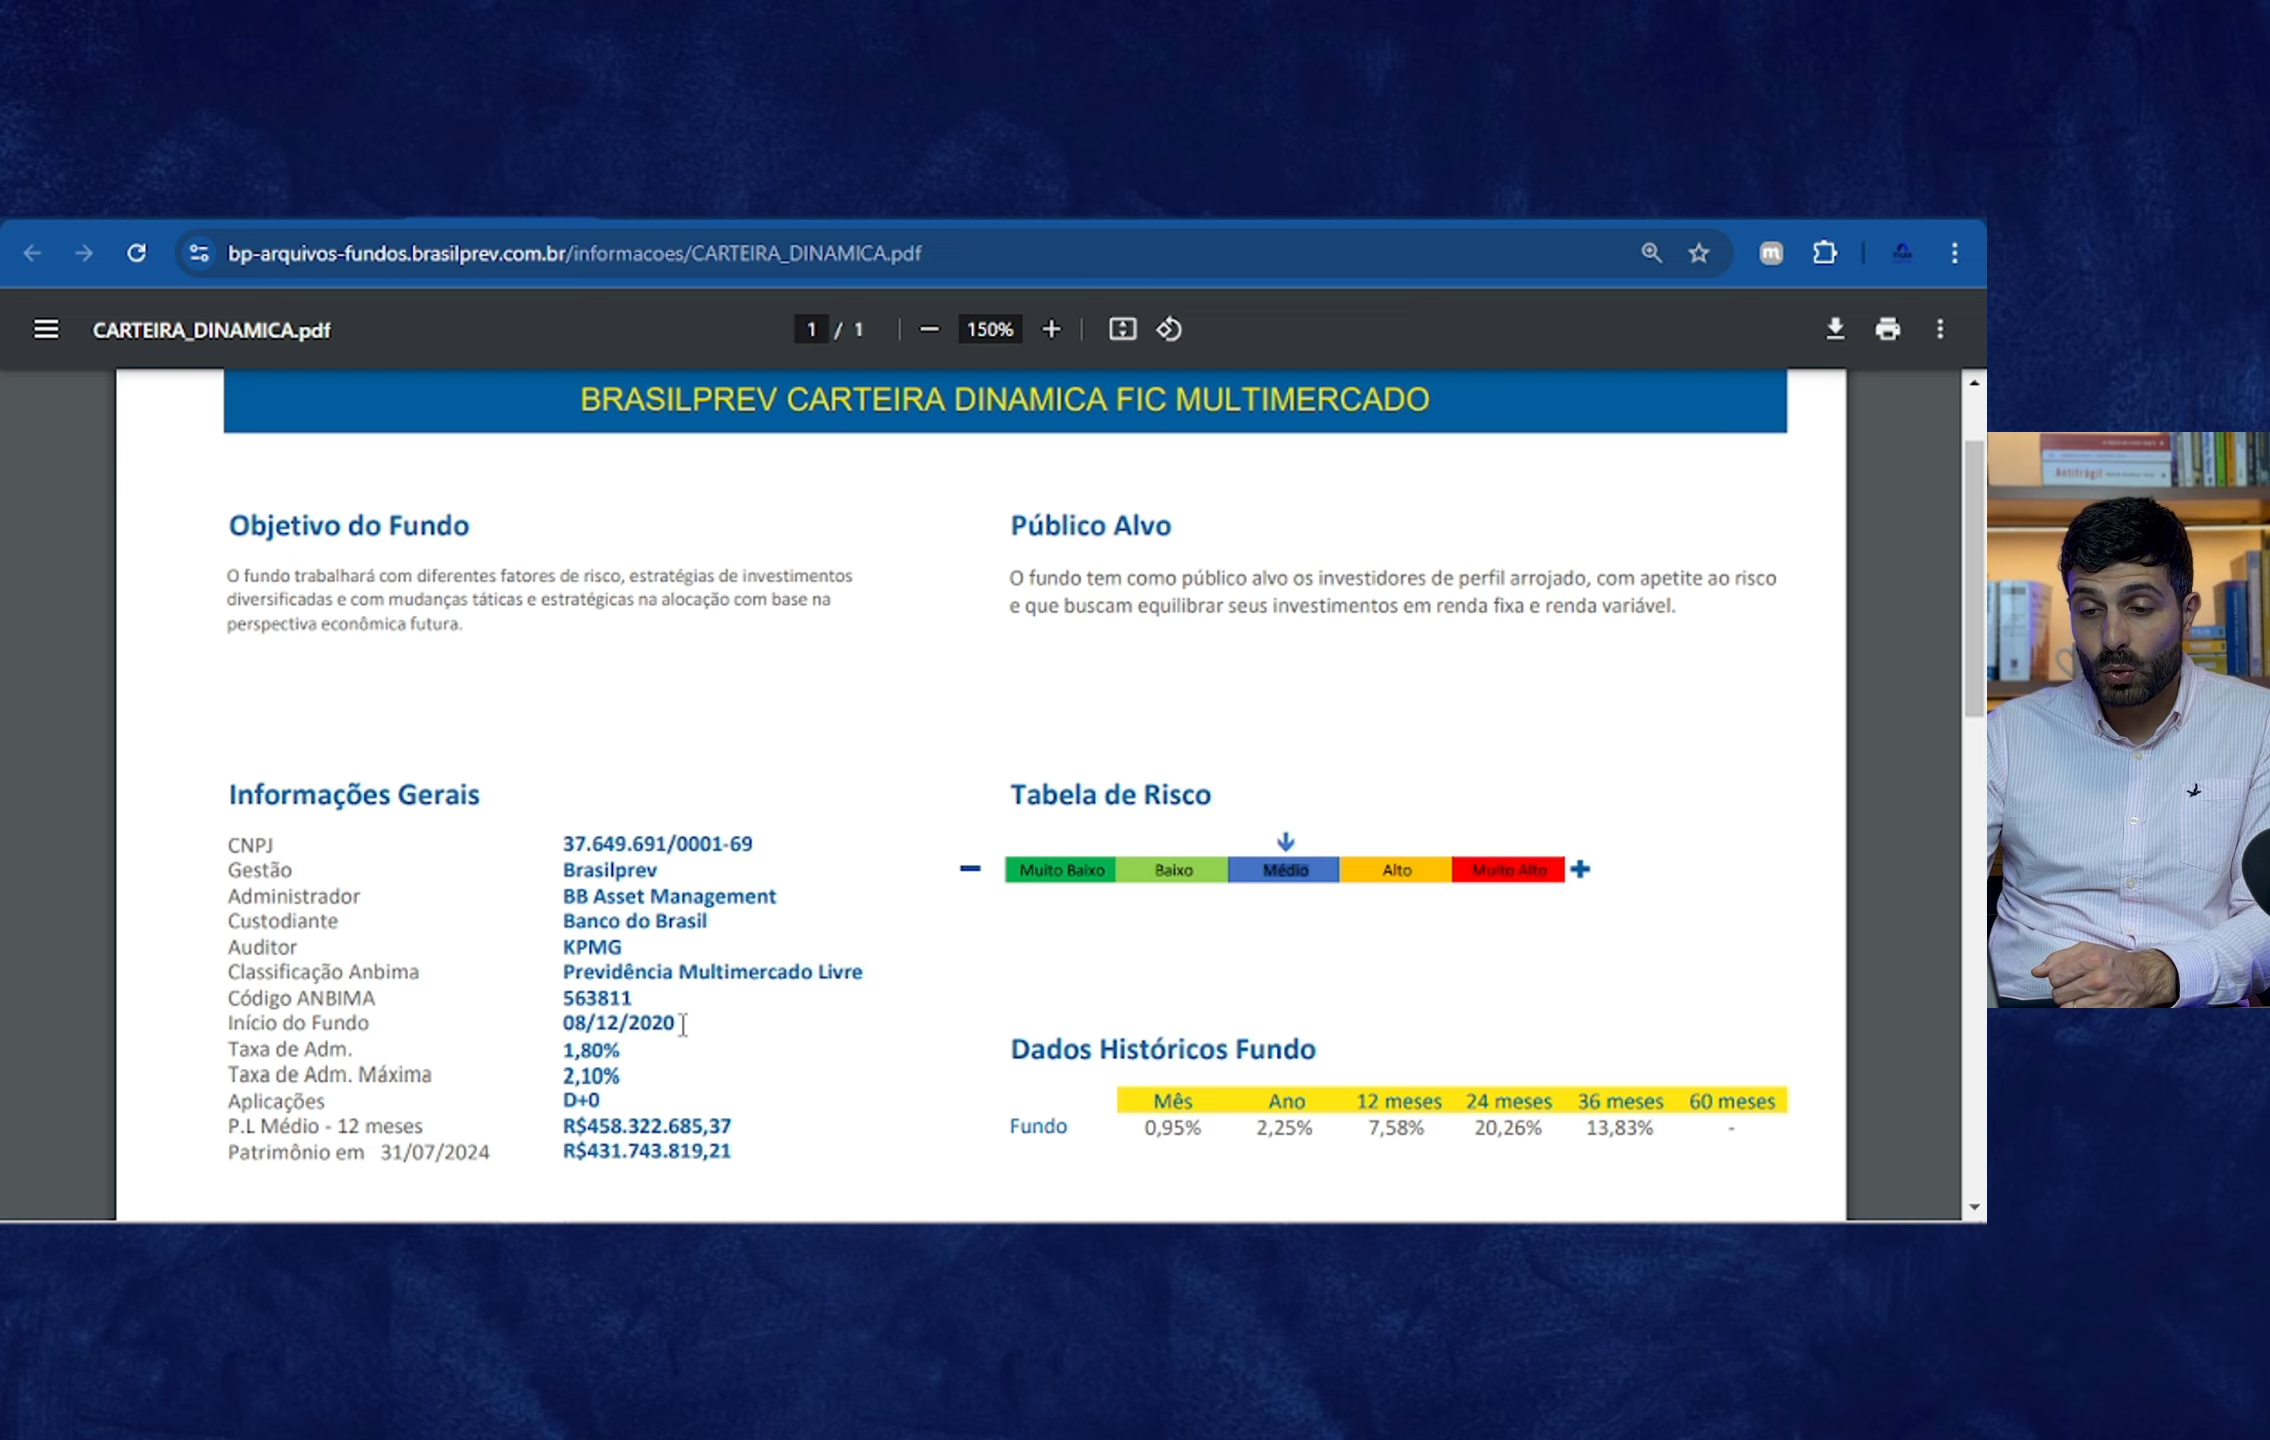 bp-arquivos-fundos.brasilprev.com.br/informacoes/CARTEIRA_DINAMICA.pdf
m
CARTEIRA_DINAMICA.pdf
1 / 1
150%
BRASILPREV CARTEIRA DINAMICA FIC MULTIMERCADO
Objetivo do Fundo
O fundo trabalhará com diferentes fatores de risco, estratégias de investimentos
diversificadas e com mudanças táticas e estratégicas na alocação com base na
perspectiva econômica futura.
Público Alvo
O fundo tem como público alvo os investidores de perfil arrojado, com apetite ao risco
e que buscam equilibrar seus investimentos em renda fixa e renda variável.
Informações Gerais
CNPJ 37.649.691/0001-69
Gestão Brasilprev
Administrador BB Asset Management
Custodiante Banco do Brasil
Auditor KPMG
Classificação Anbima Previdência Multimercado Livre
Código ANBIMA 563811
Início do Fundo 08/12/2020
Taxa de Adm. 1,80%
Taxa de Adm. Máxima 2,10%
Aplicações D+0
P.L Médio - 12 meses R$458.322.685,37
Patrimônio em 31/07/2024 R$431.743.819,21
Tabela de Risco
Muito Baixo Baixo Médio Alto Muito Alto
Dados Históricos Fundo
Mês Ano 12 meses 24 meses 36 meses 60 meses
Fundo 0,95% 2,25% 7,58% 20,26% 13,83% -
Antifrágil